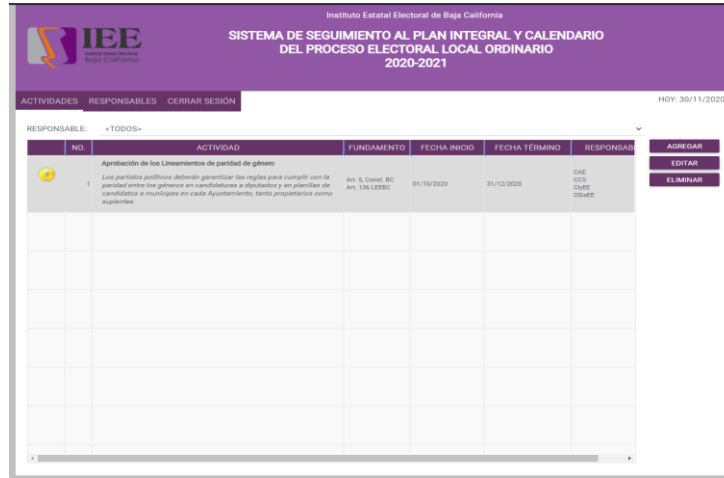 Instituto Estatal Electoral de Baja California
SISTEMA DE SEGUIMIENTO AL PLAN INTEGRAL Y CALENDARIO
DEL PROCESO ELECTORAL LOCAL ORDINARIO
2020-2021
IEE
Instituto Estatal Electoral
Baja California
ACTIVIDADES RESPONSABLES CERRAR SESIÓN
HOY: 30/11/2020
RESPONSABLE: «TODOS»
NO. ACTIVIDAD FUNDAMENTO FECHA INICIO FECHA TÉRMINO RESPONSAB
AGREGAR
EDITAR
ELIMINAR
1
Aprobación de los Lineamientos de paridad de género
Los partidos políticos deberán garantizar las reglas para cumplir con la
paridad entre los géneros en candidaturas a diputados y en planillas de
candidatos a munícipes en cada Ayuntamiento, tanto propietarios como
suplentes.
Art. 5, Const. BC
Art. 136 LEEBC
01/10/2020
31/12/2020
CAE
CCS
CIyEE